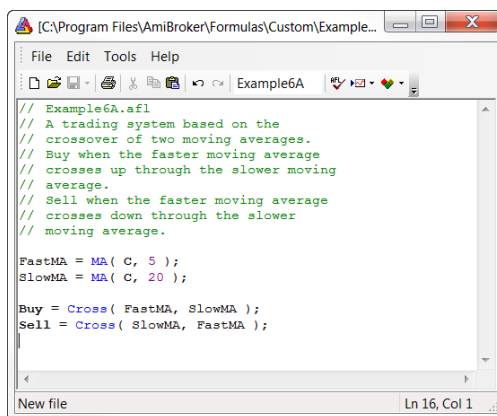 [C:\Program Files\AmiBroker\Formulas\Custom\Example...
File Edit Tools Help
Example6A
// Example6A.afl
// A trading system based on the
// crossover of two moving averages.
// Buy when the faster moving average
// crosses up through the slower moving
// average.
// Sell when the faster moving average
// crosses down through the slower
// moving average.
FastMA = MA( C, 5 );
SlowMA = MA( C, 20 );
Buy = Cross( FastMA, SlowMA );
Sell = Cross( SlowMA, FastMA );
New file Ln 16, Col 1